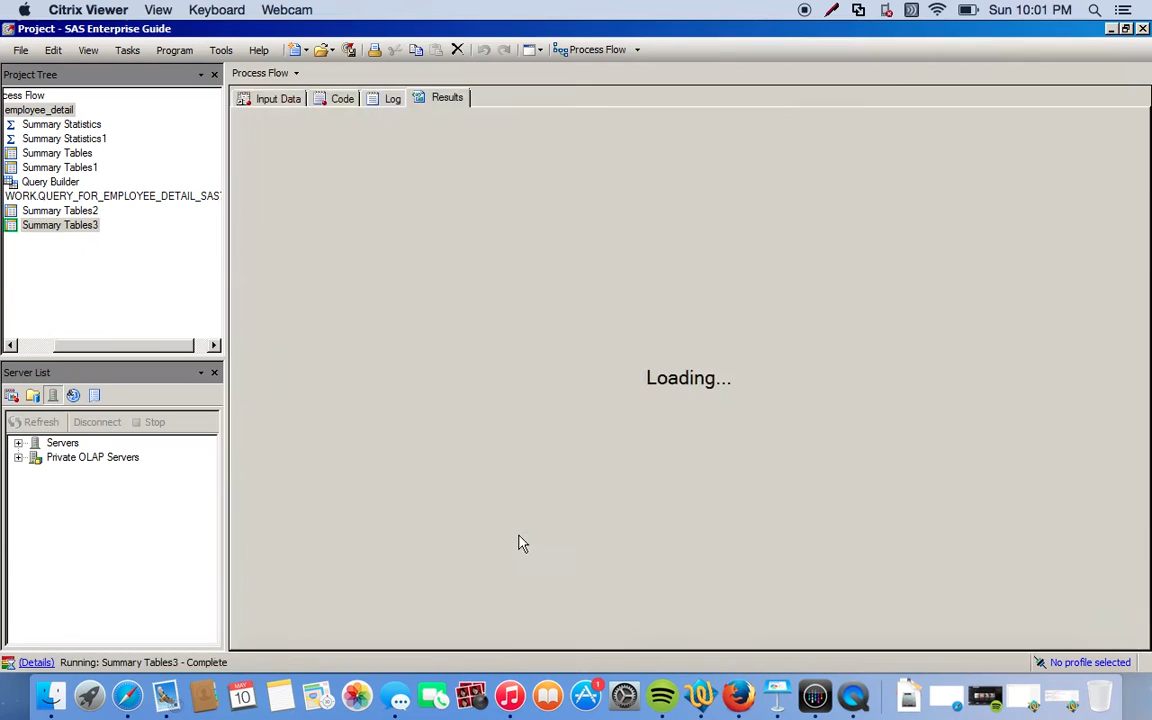 Citrix Viewer View Keyboard Webcam Sun 10:01 PM
Project - SAS Enterprise Guide
File Edit View Tasks Program Tools Help Process Flow
Project Tree
Process Flow
cess Flow
Input Data Code Log Results
employee_detail
Summary Statistics
Summary Statistics1
Summary Tables
Summary Tables1
Query Builder
WORK.QUERY_FOR_EMPLOYEE_DETAIL_SAS
Summary Tables2
Summary Tables3
Loading...
Server List
Refresh Disconnect Stop
Servers
Private OLAP Servers
(Details) Running: Summary Tables3 - Complete No profile selected
MAY
10
1